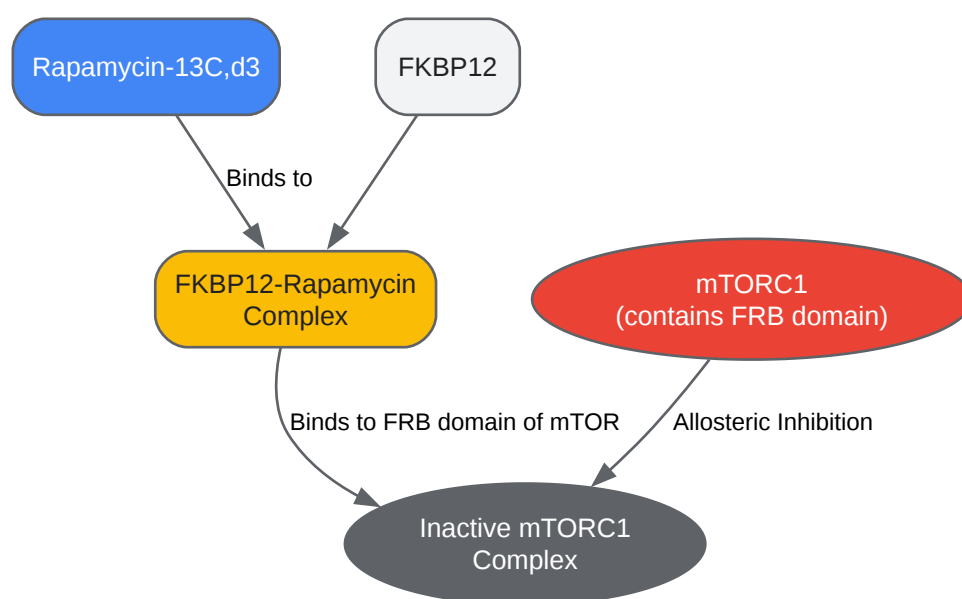 Rapamycin-13C,d3
FKBP12
Binds to
FKBP12-Rapamycin
Complex
mTORC1
(contains FRB domain)
Binds to FRB domain of mTOR
Allosteric Inhibition
Inactive mTORC1
Complex